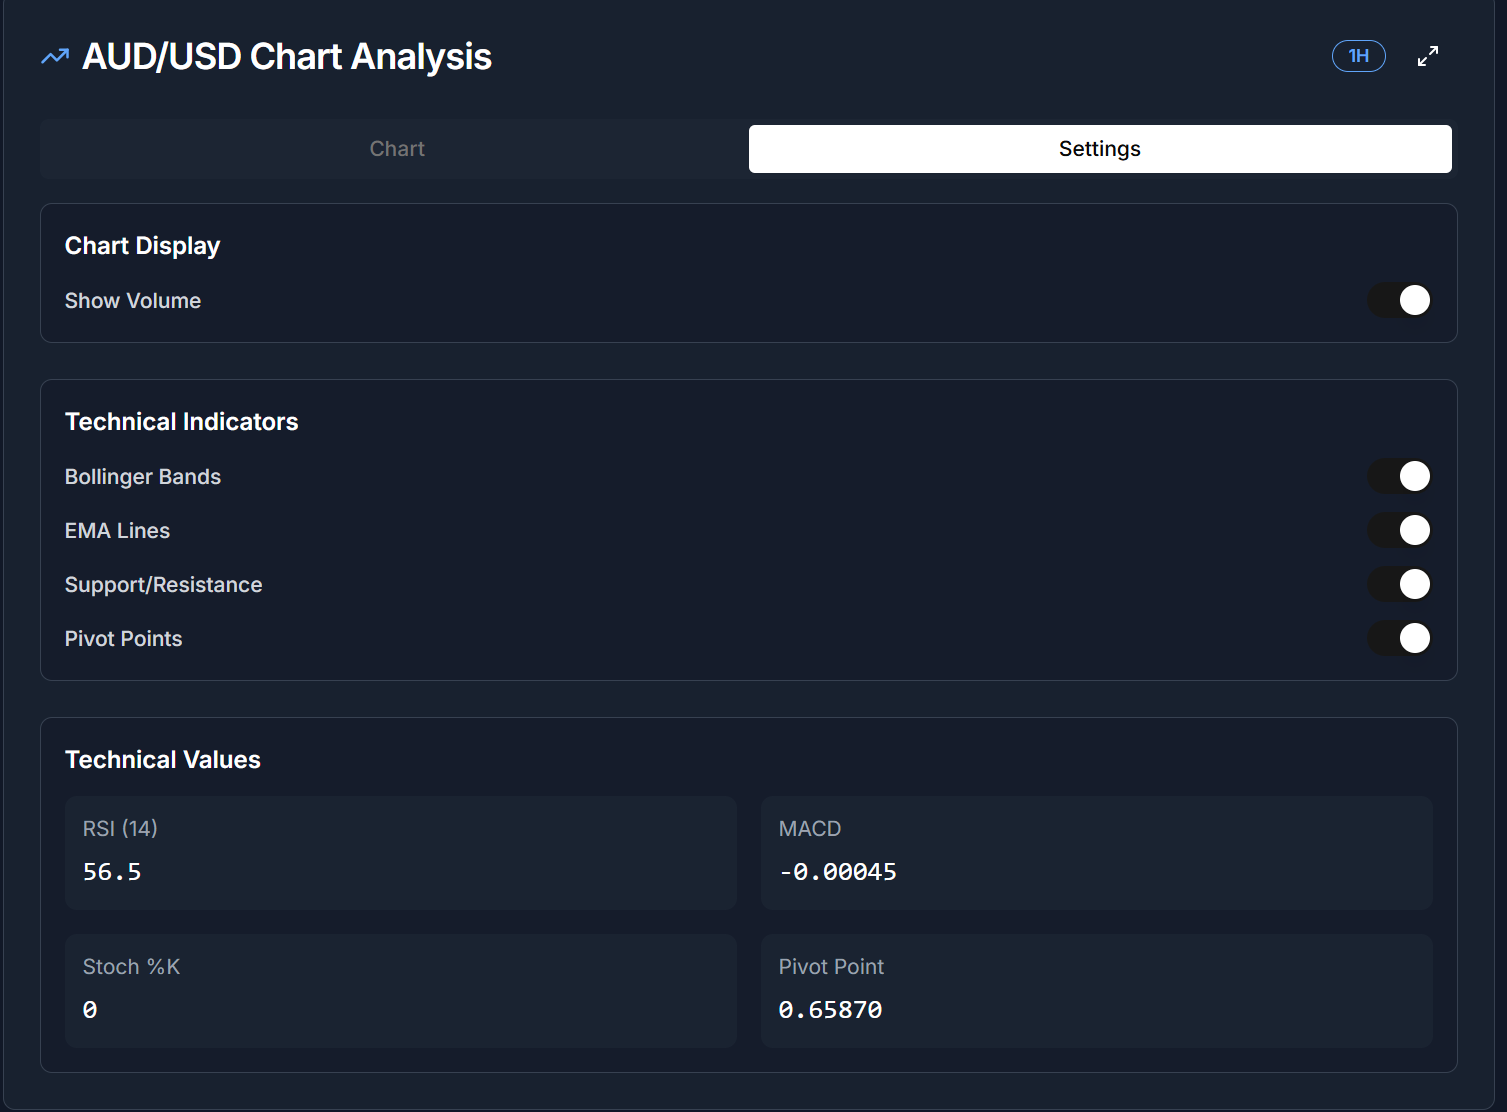 AUD/USD Chart Analysis
1H
Chart
Settings
Chart Display
Show Volume
Technical Indicators
Bollinger Bands
EMA Lines
Support/Resistance
Pivot Points
Technical Values
RSI (14)
56.5
MACD
-0.00045
Stoch %K
0
Pivot Point
0.65870